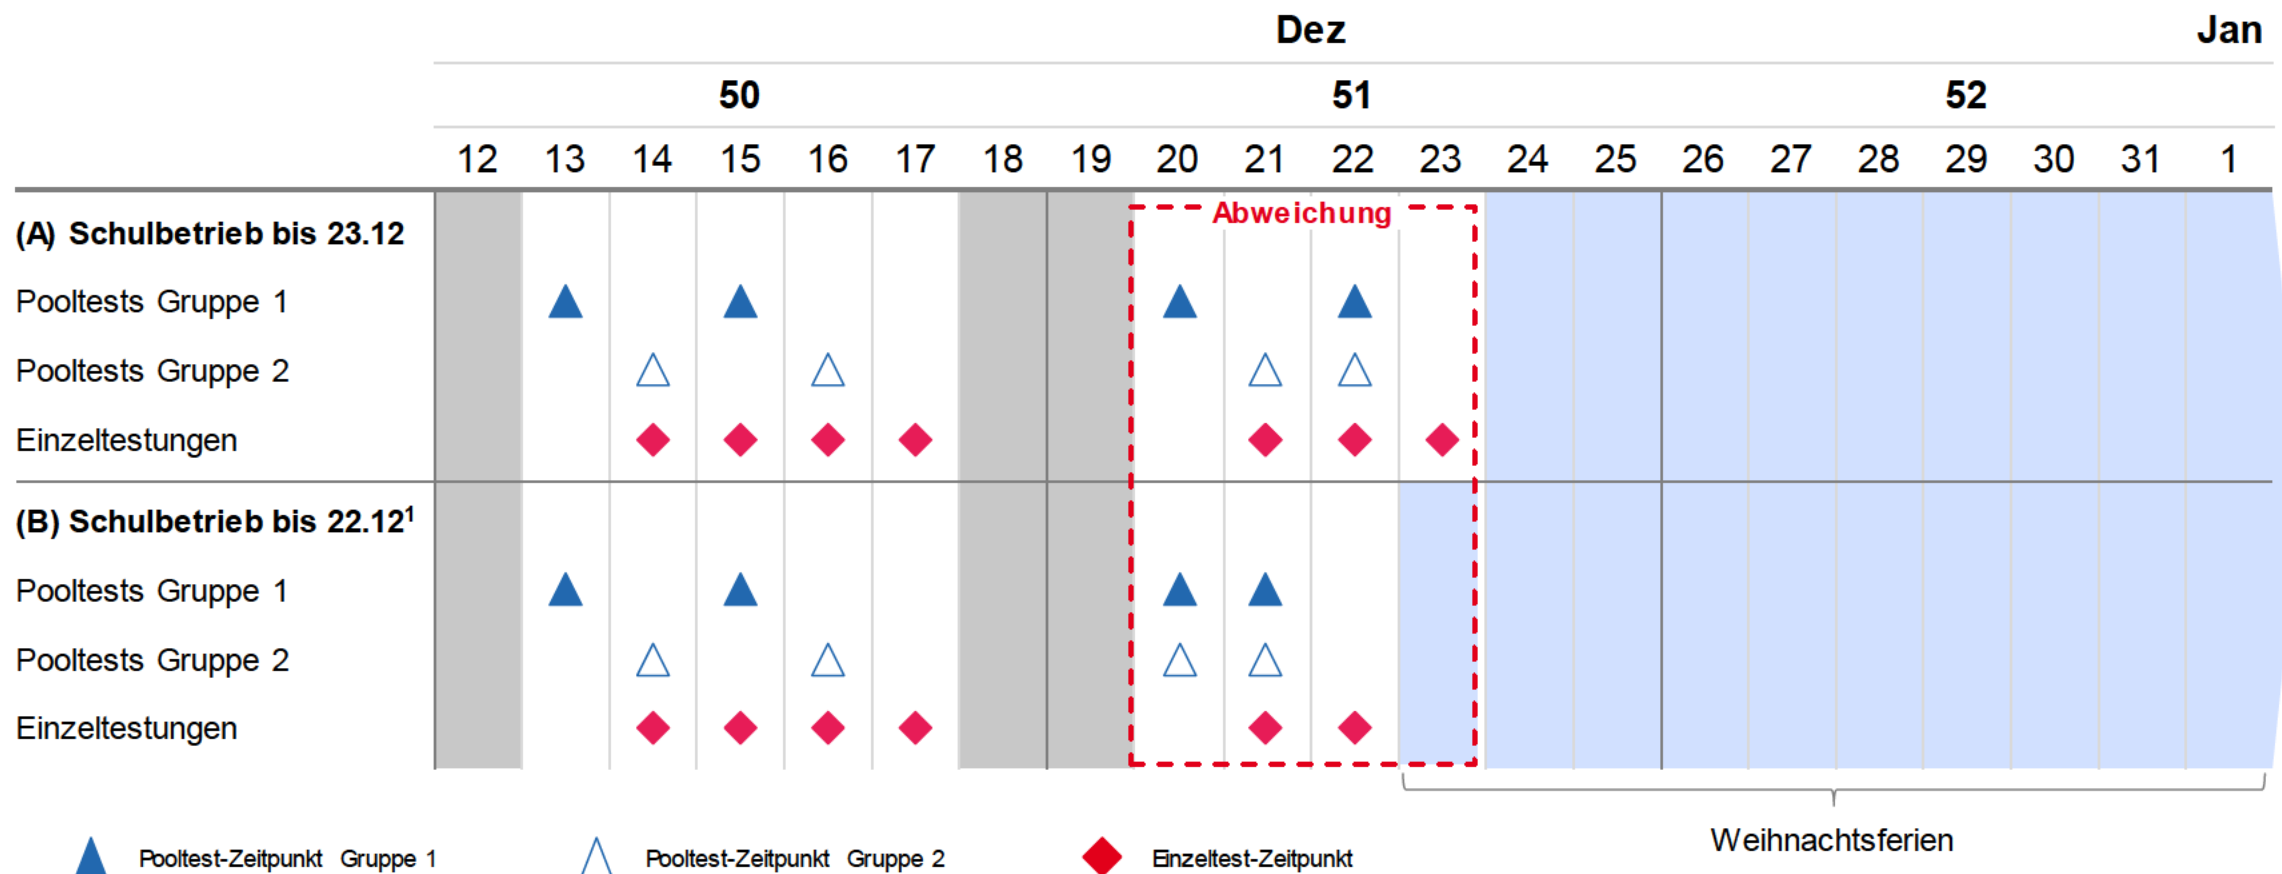 Dez Jan
50 51 52
12 13 14 15 16 17 18 19 20 21 22 23 24 25 26 27 28 29 30 31 1
Abweichung
(A) Schulbetrieb bis 23.12
Pooltests Gruppe 1
Pooltests Gruppe 2
Einzeltestungen
(B) Schulbetrieb bis 22.12¹
Pooltests Gruppe 1
Pooltests Gruppe 2
Einzeltestungen
Weihnachtsferien
Pooltest-Zeitpunkt Gruppe 1 Pooltest-Zeitpunkt Gruppe 2 Einzeltest-Zeitpunkt